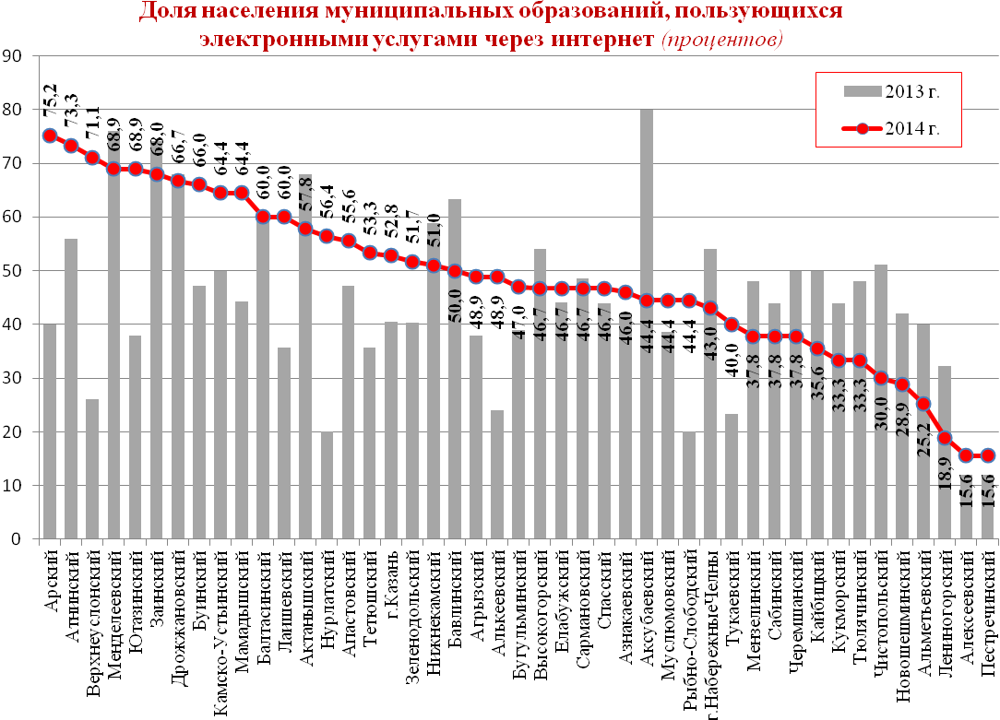 Доля населения муниципальных образований, пользующихся
электронными услугами через интернет (процентов)
90
80
70
60
50
40
30
20
10
0
2013 г.
2014 г.
75,2
73,3
71,1
68,9
68,9
68,0
66,7
66,0
64,4
64,4
60,0
60,0
57,8
56,4
55,6
53,3
52,8
51,7
51,0
50,0
48,9
48,9
47,0
46,7
46,7
46,7
46,7
46,0
44,4
44,4
44,4
43,0
40,0
37,8
37,8
37,8
35,6
33,3
33,3
30,0
28,9
25,2
18,9
15,6
15,6
Арский
Атнинский
Верхнеуслонский
Менделеевский
Ютазинский
Заинский
Дрожжановский
Буинский
Камско-Устьинский
Мамадышский
Балтасинский
Лаишевский
Актанышский
Нурлатский
Апастовский
Тетюшский
г.Казань
Зеленодольский
Нижнекамский
Бавлинский
Агрызский
Алькеевский
Бугульминский
Высокогорский
Елабужский
Сармановский
Спасский
Азнакаевский
Аксубаевский
Муслюмовский
Рыбно-Слободский
г.НабережныеЧелны
Тукаевский
Мензелинский
Сабинский
Черемшанский
Кайбицкий
Кукморский
Тюлячинский
Чистопольский
Новошешминский
Альметьевский
Лениногорский
Алексеевский
Пестречинский